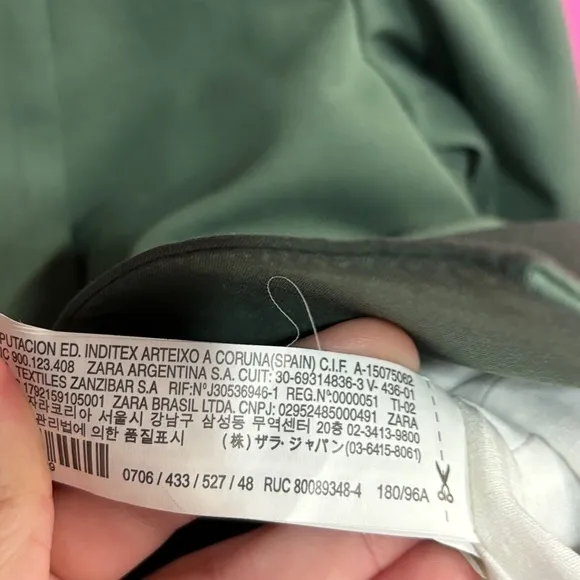 PUTACION ED. INDITEX ARTEIXO A CORUNA(SPAIN) C.I.F. A-15075062
IC 900.123.408 ZARA ARGENTINA S.A. CUIT: 30-69314836-3 V- 436-01
TEXTILES ZANZIBAR S.A RIF:N°J30536946-1 REG.N°0000051 TI-02
1792159105001 ZARA BRASIL LTDA. CNPJ: 02952485000491 ZARA
자라코리아 서울시 강남구 삼성동 무역센터 20층 02-3413-9800
관리법에 의한 품질표시 (株) ザラ・ジャパン(03-6415-8061)
9 0706 / 433 / 527 / 48 RUC 80089348-4 180/96A